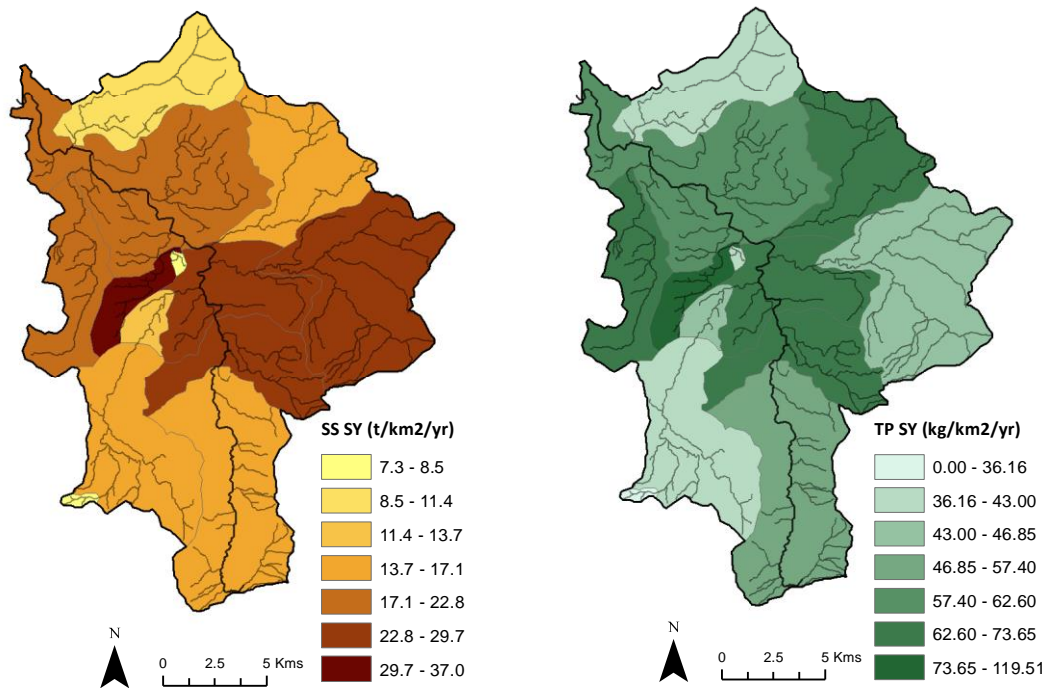 SS SY (t/km2/yr)
7.3 - 8.5
8.5 - 11.4
11.4 - 13.7
13.7 - 17.1
17.1 - 22.8
22.8 - 29.7
29.7 - 37.0
N
0 2.5 5 Kms
TP SY (kg/km2/yr)
0.00 - 36.16
36.16 - 43.00
43.00 - 46.85
46.85 - 57.40
57.40 - 62.60
62.60 - 73.65
73.65 - 119.51
N
0 2.5 5 Kms